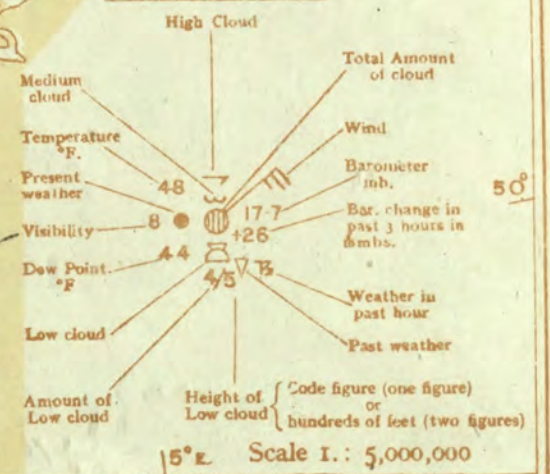 High Cloud
Total Amount
of cloud
Medium
cloud
Wind
Temperature
°F.
Barometer
mb.
48
Present
weather
50°
8
17.7
Bar. change in
past 3 hours in
mbs.
Visibility
+26
44
Dew Point.
°F
4/5
Weather in
past hour
Low cloud
Past weather
Amount of
Low cloud
Height of
Low cloud
Code figure (one figure)
or
hundreds of feet (two figures)
15°E
Scale 1.: 5,000,000